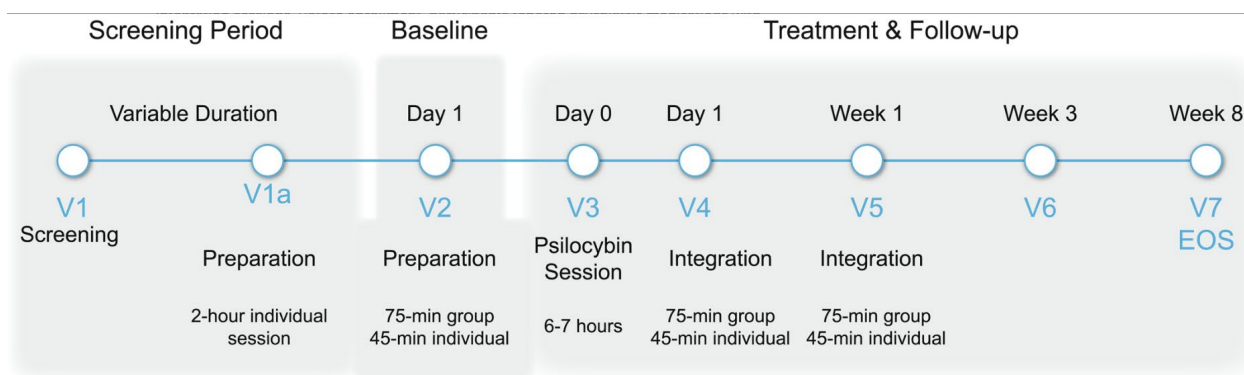 Screening Period
Baseline
Treatment & Follow-up
Variable Duration
Day 1
Day 0
Day 1
Week 1
Week 3
Week 8
V1
V1a
V2
V3
V4
V5
V6
V7
EOS
Screening
Preparation
Preparation
Psilocybin
Session
Integration
Integration
2-hour individual
session
75-min group
45-min individual
6-7 hours
75-min group
45-min individual
75-min group
45-min individual